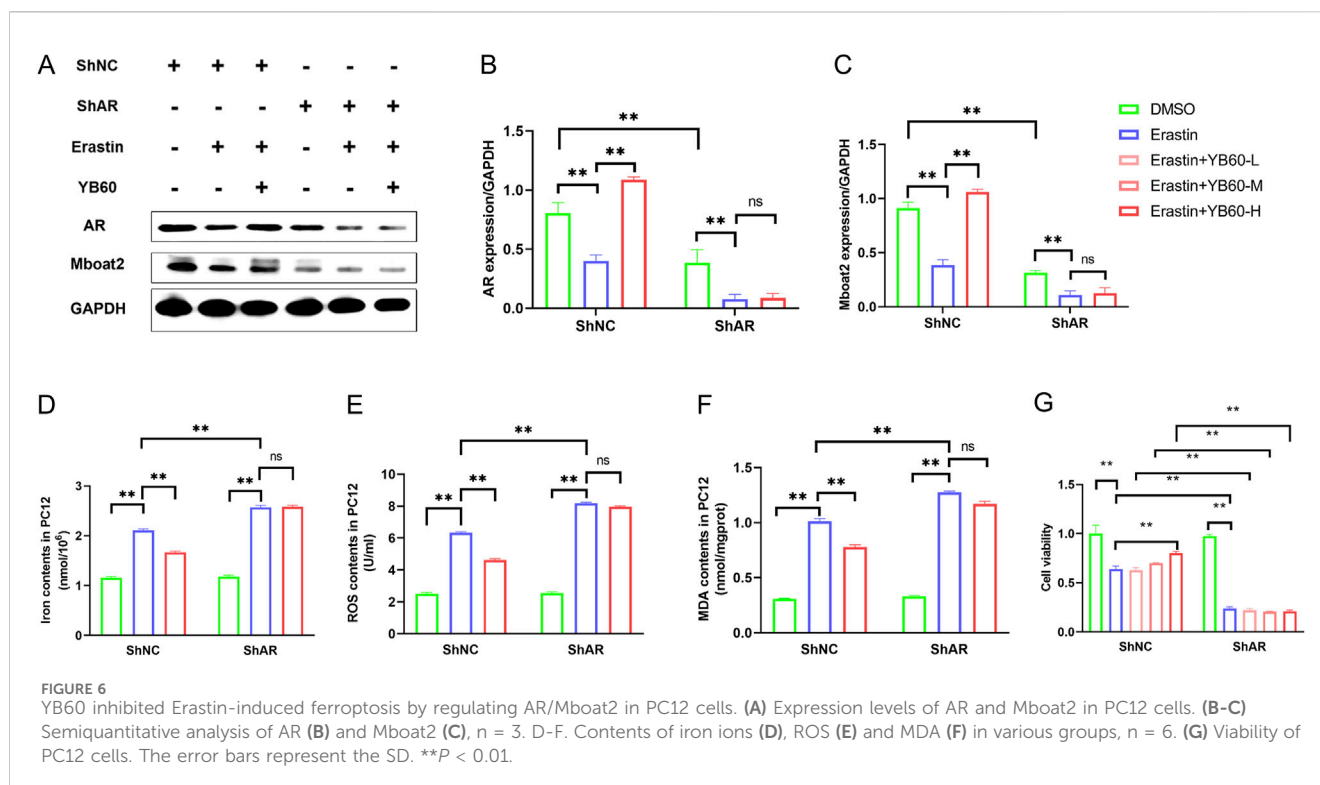 A
ShNC + + + - - -
ShAR - - - + + +
Erastin - + + - + +
YB60 - - + - - +
AR
Mboat2
GAPDH
B
AR expression/GAPDH
1.5
1.0
0.5
0.0
** ** ** ** ns
ShNC ShAR
C
Mboat2 expression/GAPDH
1.5
1.0
0.5
0.0
** ** ** ** ns
ShNC ShAR
DMSO
Erastin
Erastin+YB60-L
Erastin+YB60-M
Erastin+YB60-H
D
Iron contents in PC12
(nmol/10⁶)
3
2
1
0
** ** ** ** ns
ShNC ShAR
E
ROS contents in PC12
(U/ml)
8
6
4
2
0
** ** ** ** ns
ShNC ShAR
F
MDA contents in PC12
(nmol/mgprot)
1.5
1.0
0.5
0.0
** ** ** ** ns
ShNC ShAR
G
Cell viability
1.5
1.0
0.5
0.0
** ** ** ** ** ** **
ShNC ShAR
FIGURE 6
YB60 inhibited Erastin-induced ferroptosis by regulating AR/Mboat2 in PC12 cells. (A) Expression levels of AR and Mboat2 in PC12 cells. (B-C)
Semiquantitative analysis of AR (B) and Mboat2 (C), n = 3. D-F. Contents of iron ions (D), ROS (E) and MDA (F) in various groups, n = 6. (G) Viability of
PC12 cells. The error bars represent the SD. **P < 0.01.